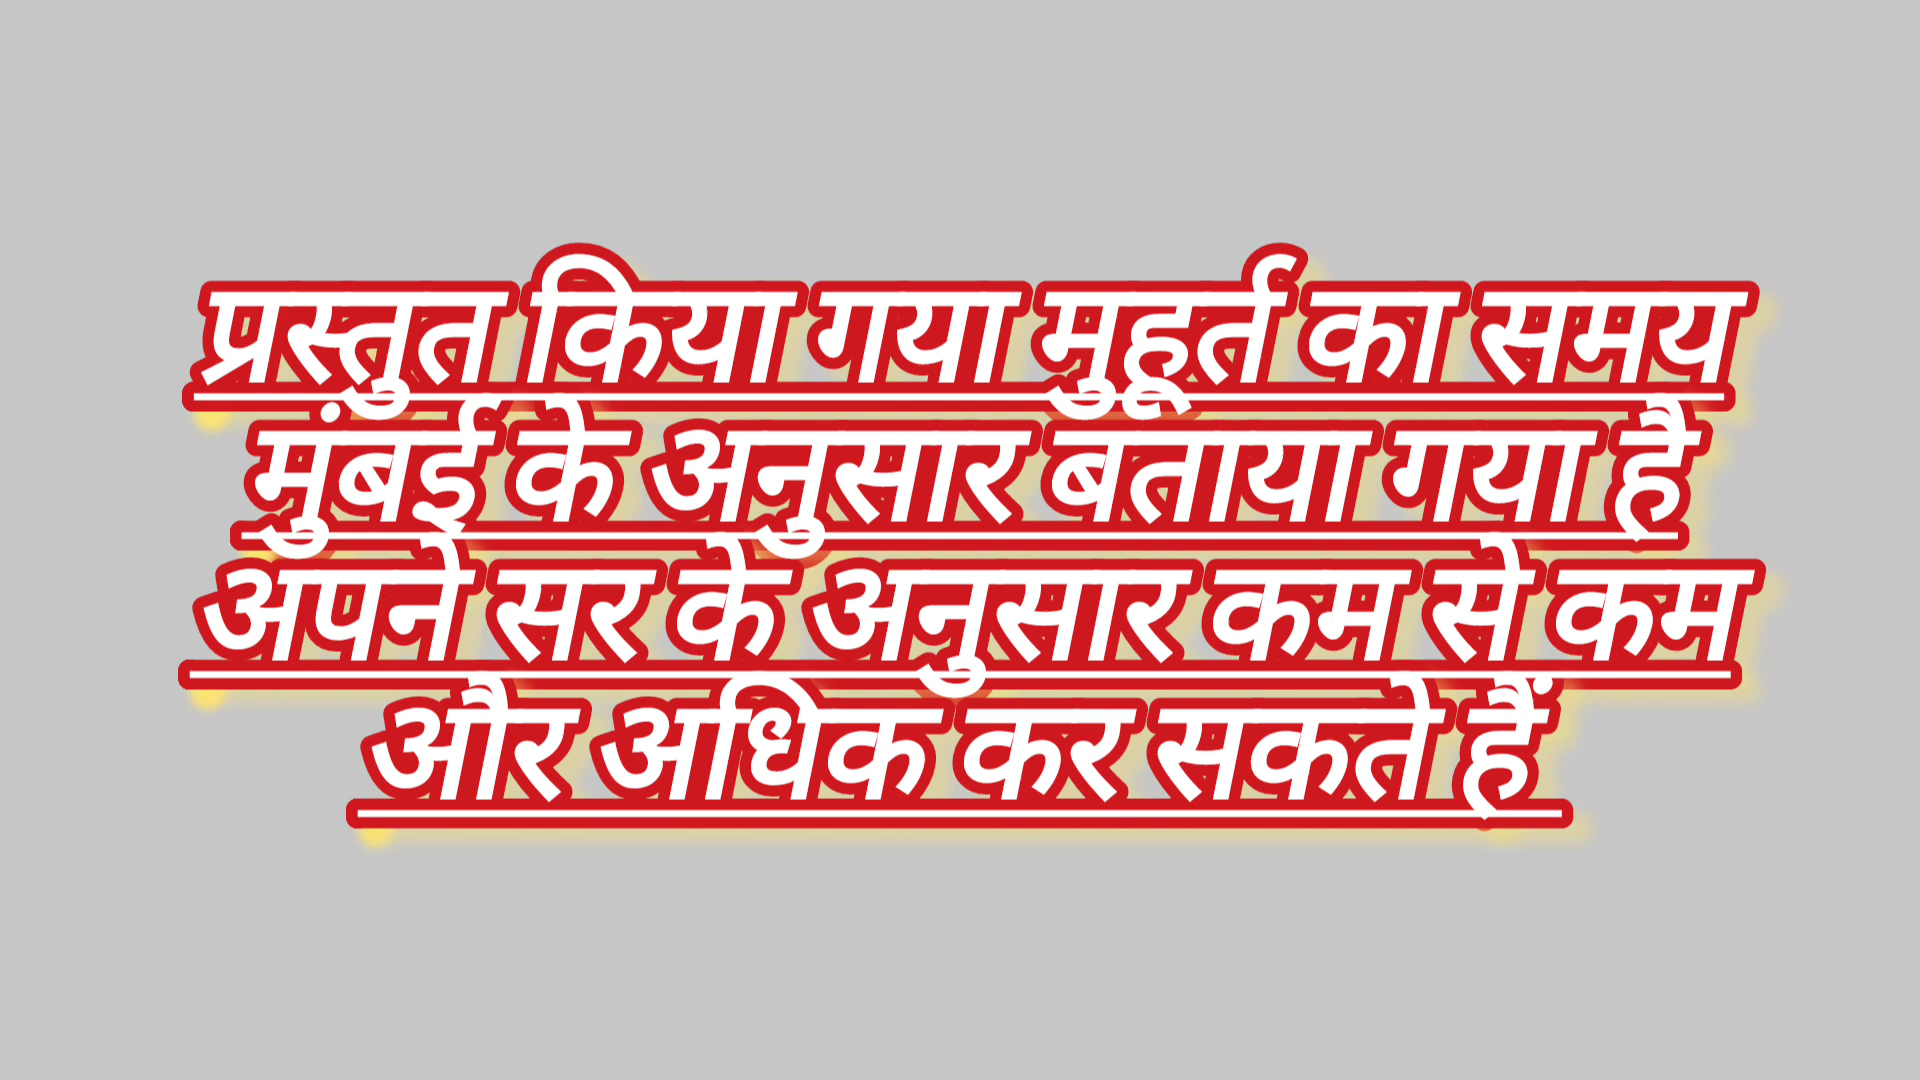 प्रस्तुत किया गया मुहूर्त का समय
मुंबई के अनुसार बताया गया है
अपने सर के अनुसार कम से कम
और अधिक कर सकते हैं